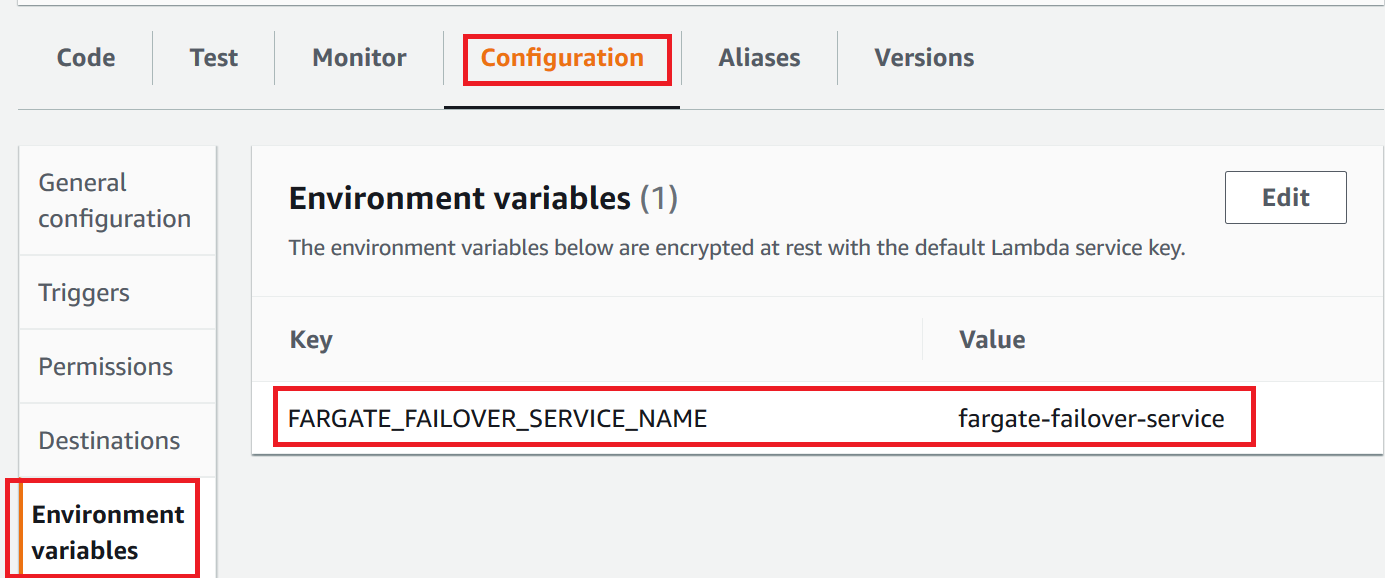 Code Test Monitor Configuration Aliases Versions
General
configuration
Triggers
Permissions
Destinations
Environment
variables
Environment variables (1)
Edit
The environment variables below are encrypted at rest with the default Lambda service key.
Key Value
FARGATE_FAILOVER_SERVICE_NAME fargate-failover-service